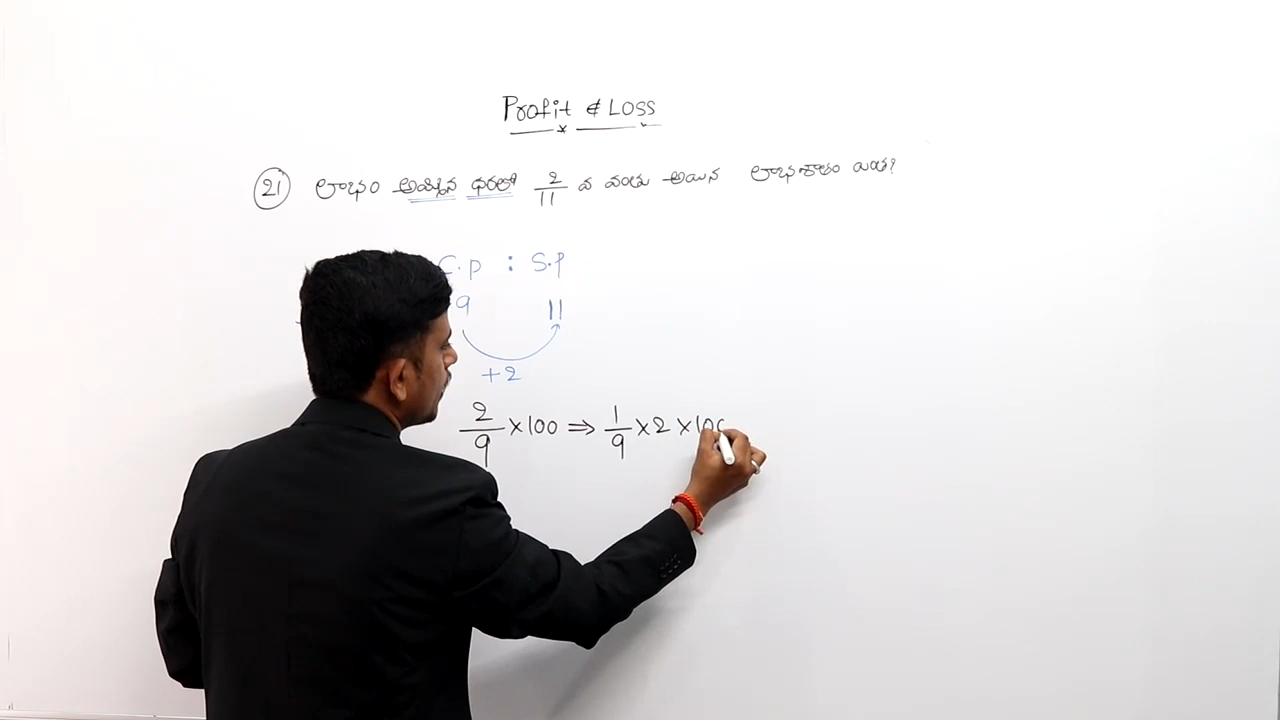 Profit & Loss
21 లాభం అమ్మిన ధరలో 2/11 వ వంతు అయిన లాభశాతం ఎంత?
C.P : S.P
9 11
+2
2/9 × 100 ⇒ 1/9 × 2 × 100